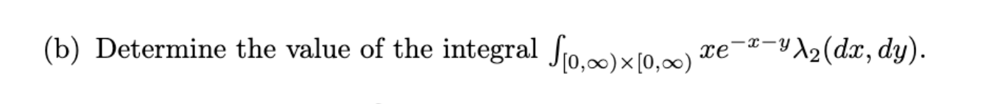 (b) Determine the value of the integral ∫_{[0,∞)×[0,∞)} xe^{−x−y}λ₂(dx, dy).